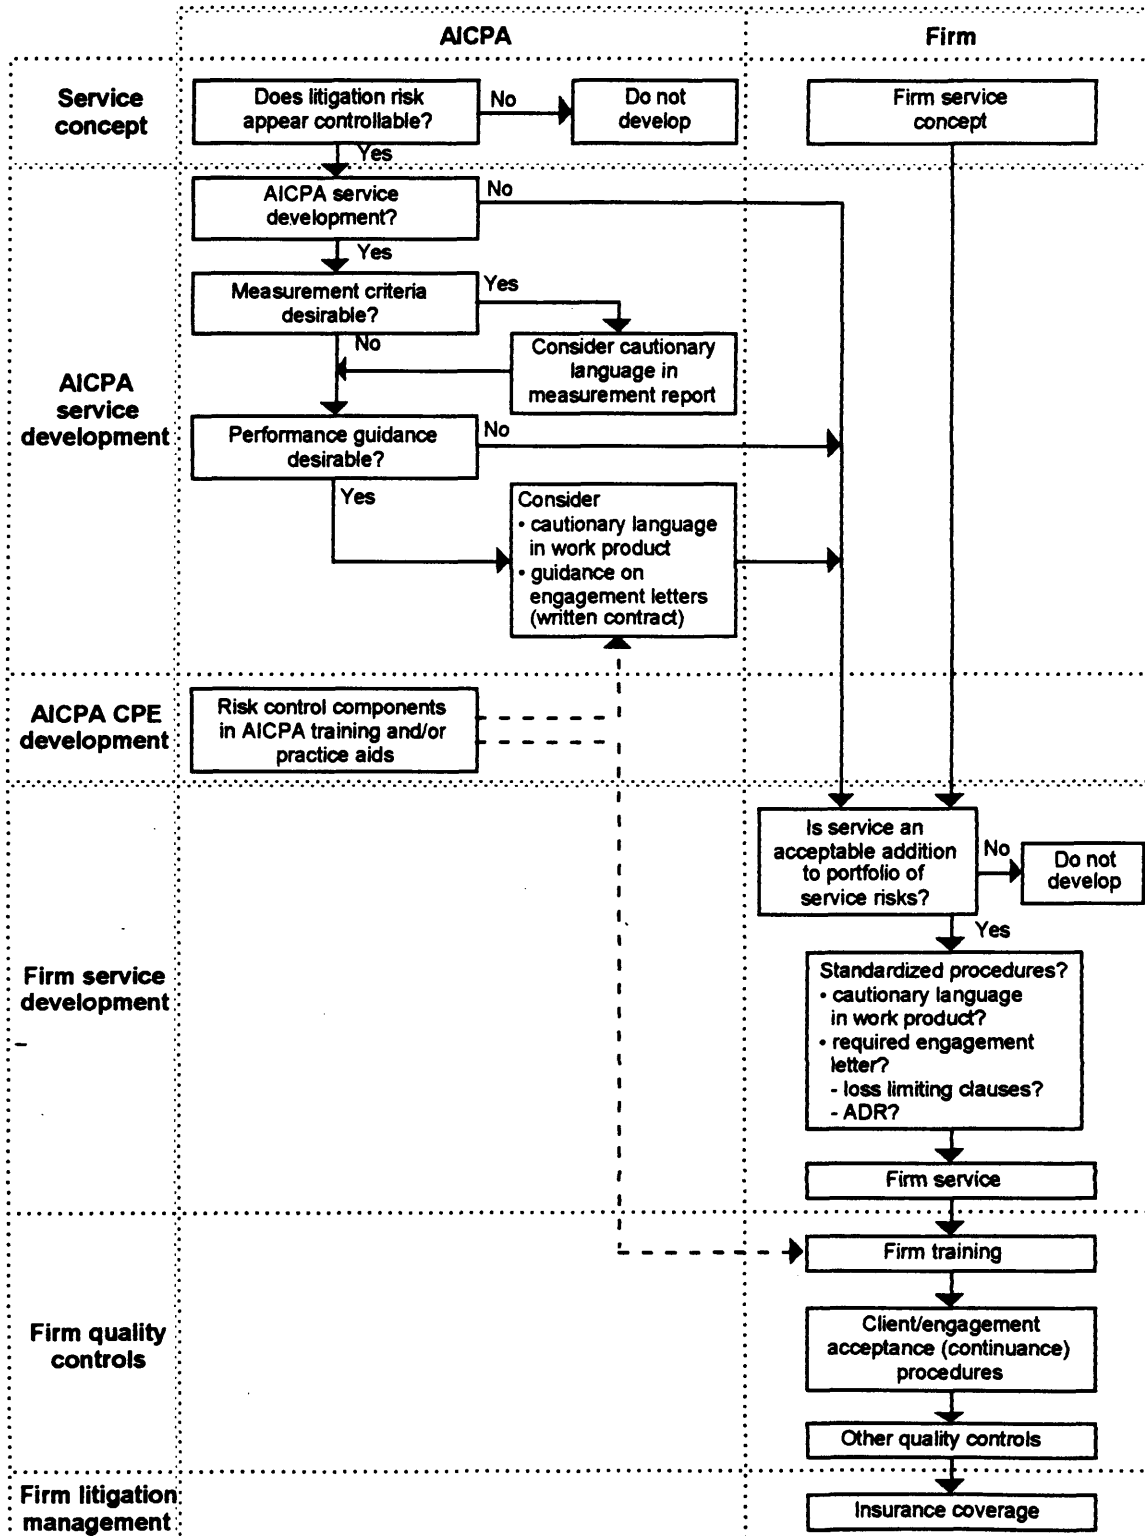 AICPA
Firm
Service
concept
Does litigation risk
appear controllable?
No
Do not
develop
Firm service
concept
Yes
AICPA
service
development
AICPA service
development?
No
Yes
Measurement criteria
desirable?
Yes
No
Consider cautionary
language in
measurement report
Performance guidance
desirable?
No
Yes
Consider
• cautionary language
in work product
• guidance on
engagement letters
(written contract)
AICPA CPE
development
Risk control components
in AICPA training and/or
practice aids
Firm service
development
Is service an
acceptable addition
to portfolio of
service risks?
No
Do not
develop
Yes
Standardized procedures?
• cautionary language
in work product?
• required engagement
letter?
- loss limiting clauses?
- ADR?
Firm service
Firm quality
controls
Firm training
Client/engagement
acceptance (continuance)
procedures
Other quality controls
Firm litigation
management
Insurance coverage